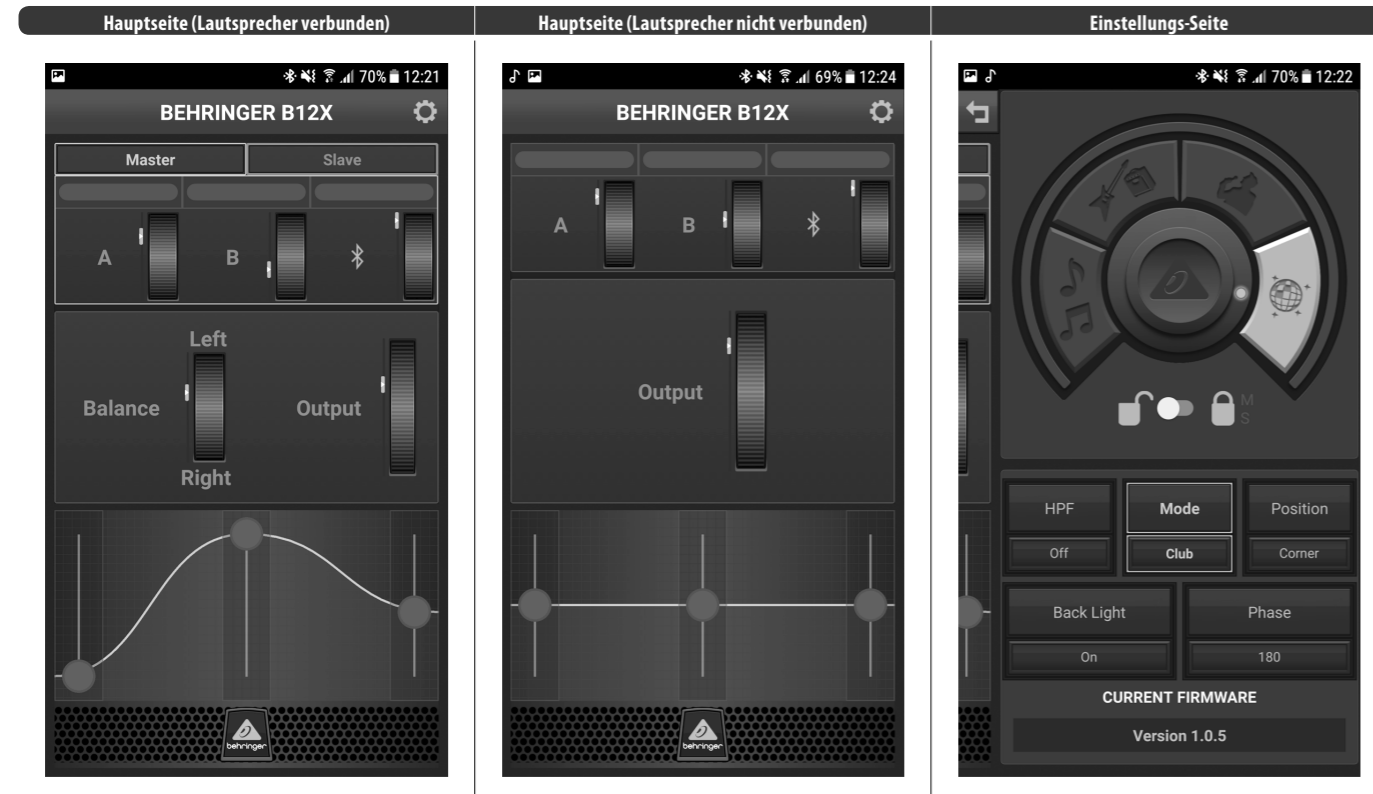 Hauptseite (Lautsprecher verbunden)
70% 12:21
BEHRINGER B12X
Master Slave
A B
Left
Balance Output
Right
behringer
Hauptseite (Lautsprecher nicht verbunden)
69% 12:24
BEHRINGER B12X
A B
Output
behringer
Einstellungs-Seite
70% 12:22
M
S
HPF Mode Position
Off Club Corner
Back Light Phase
On 180
CURRENT FIRMWARE
Version 1.0.5